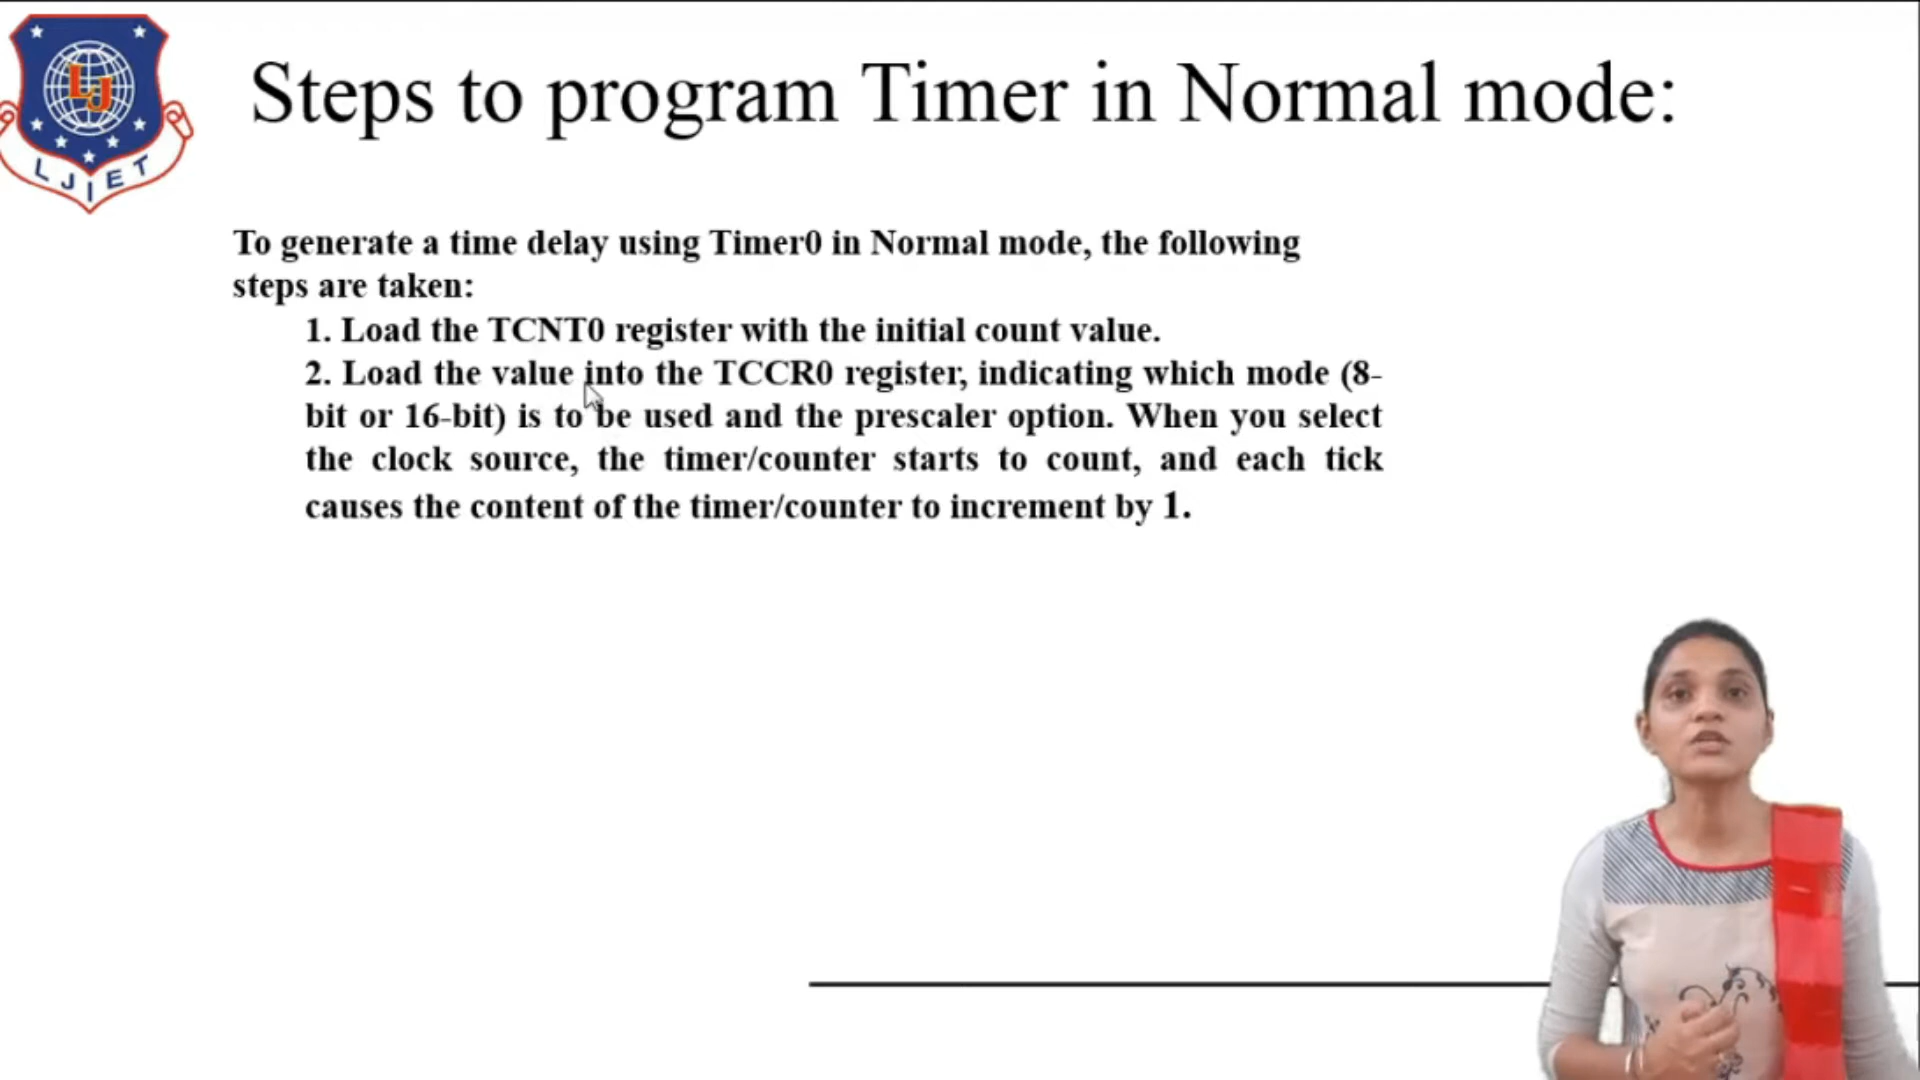 LJ
LJIET
Steps to program Timer in Normal mode:
To generate a time delay using Timer0 in Normal mode, the following
steps are taken:
1. Load the TCNT0 register with the initial count value.
2. Load the value into the TCCR0 register, indicating which mode (8-
bit or 16-bit) is to be used and the prescaler option. When you select
the clock source, the timer/counter starts to count, and each tick
causes the content of the timer/counter to increment by 1.